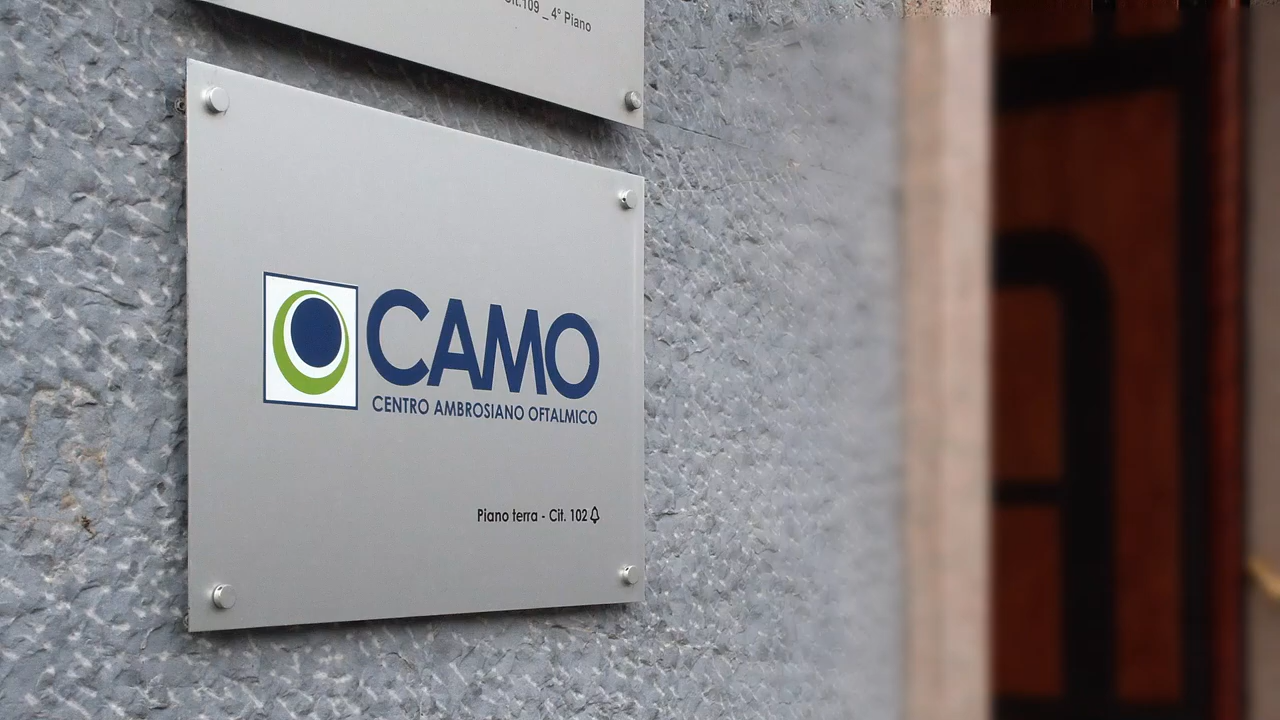 Cit.109 _ 4° Piano
CAMO
CENTRO AMBROSIANO OFTALMICO
Piano terra - Cit. 102